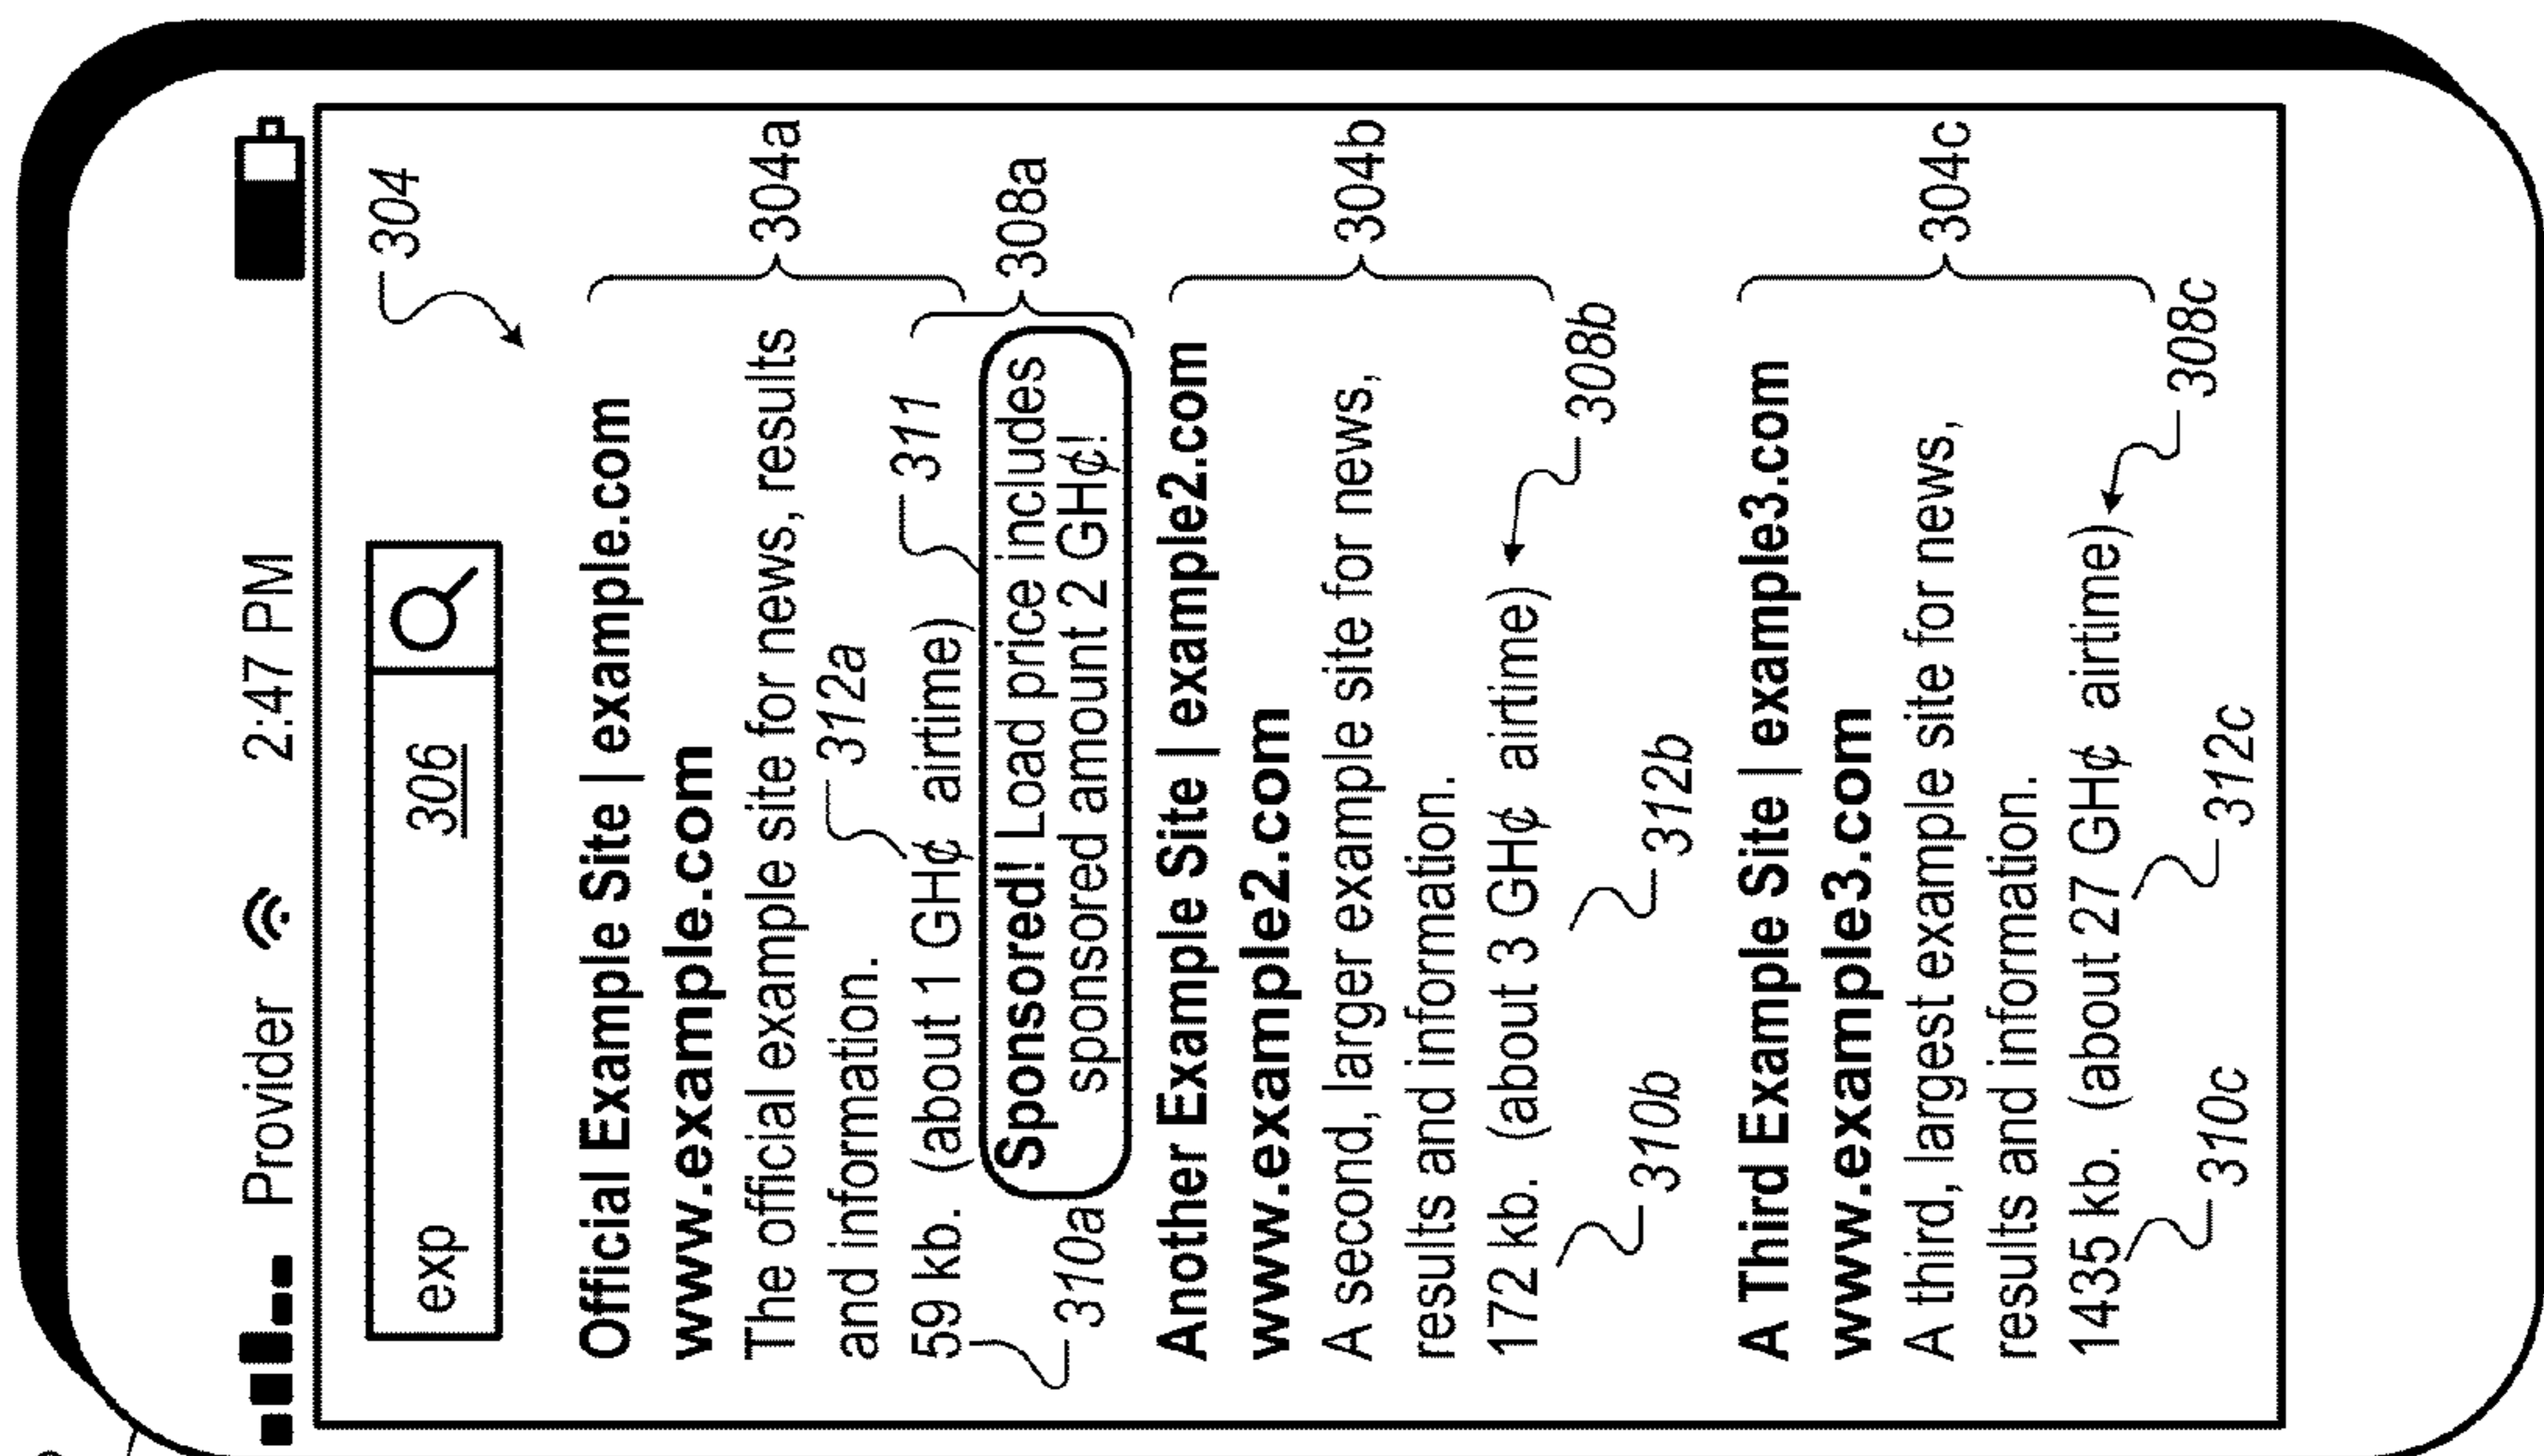 Provider 2:47 PM
exp 306
304
Official Example Site | example.com
www.example.com
The official example site for news, results
and information.
304a
312a
59 kb. (about 1 GH¢ airtime)
311
Sponsored! Load price includes
sponsored amount 2 GH¢!
308a
310a
Another Example Site | example2.com
www.example2.com
A second, larger example site for news,
results and information.
304b
172 kb. (about 3 GH¢ airtime)
308b
310b 312b
A Third Example Site | example3.com
www.example3.com
A third, largest example site for news,
results and information.
304c
1435 kb. (about 27 GH¢ airtime)
308c
310c 312c